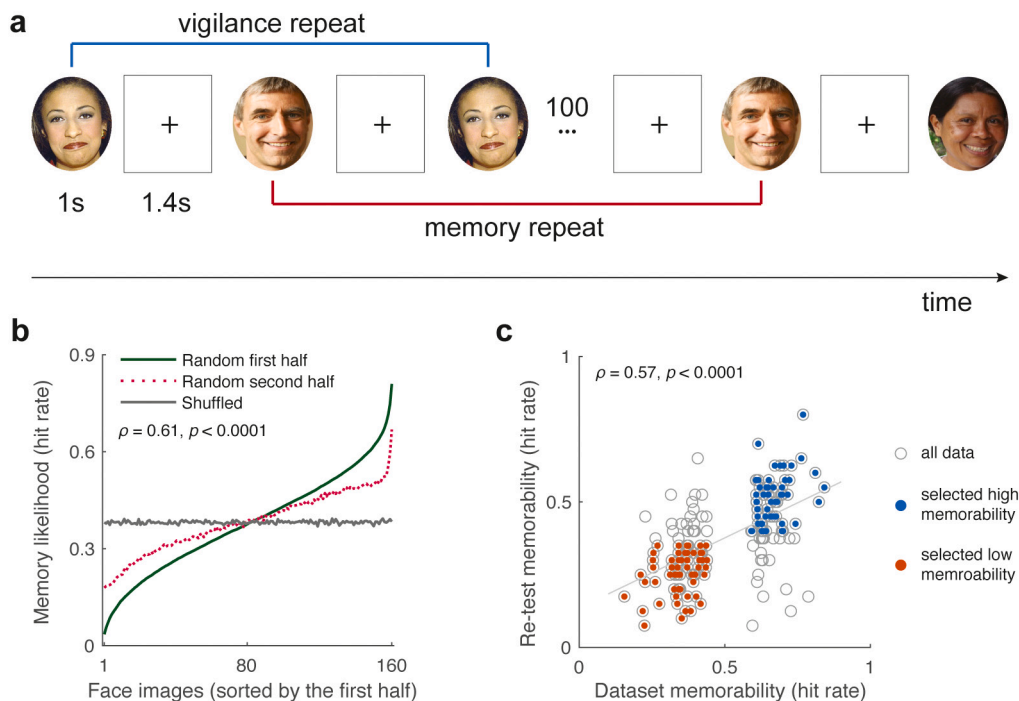 a
vigilance repeat
+
+
100
...
+
+
1s
1.4s
memory repeat
time
b
0.9
0.6
0.3
0
Memory likelihood (hit rate)
Random first half
Random second half
Shuffled
ρ = 0.61, p < 0.0001
1
80
160
Face images (sorted by the first half)
c
1
0.5
0
Re-test memorability (hit rate)
ρ = 0.57, p < 0.0001
0
0.5
1
Dataset memorability (hit rate)
all data
selected high
memorability
selected low
memroability